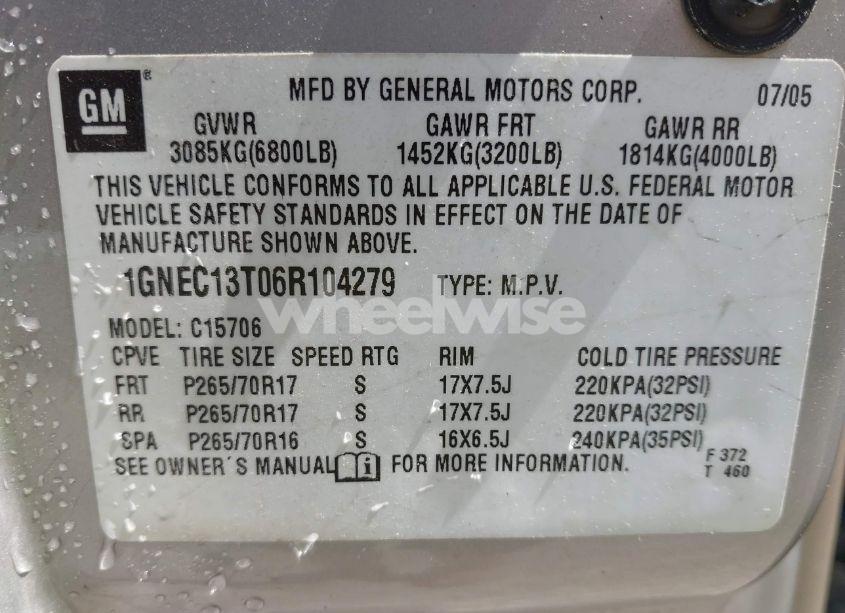 GM ®
MFD BY GENERAL MOTORS CORP. 07/05
GVWR GAWR FRT GAWR RR
3085KG(6800LB) 1452KG(3200LB) 1814KG(4000LB)
THIS VEHICLE CONFORMS TO ALL APPLICABLE U.S. FEDERAL MOTOR
VEHICLE SAFETY STANDARDS IN EFFECT ON THE DATE OF
MANUFACTURE SHOWN ABOVE.
1GNEC13T06R104279 TYPE: M.P.V.
wheelwise
MODEL: C15706
CPVE TIRE SIZE SPEED RTG RIM COLD TIRE PRESSURE
FRT P265/70R17 S 17X7.5J 220KPA(32PSI)
RR P265/70R17 S 17X7.5J 220KPA(32PSI)
SPA P265/70R16 S 16X6.5J 240KPA(35PSI)
SEE OWNER'S MANUAL i FOR MORE INFORMATION. F 372
T 460